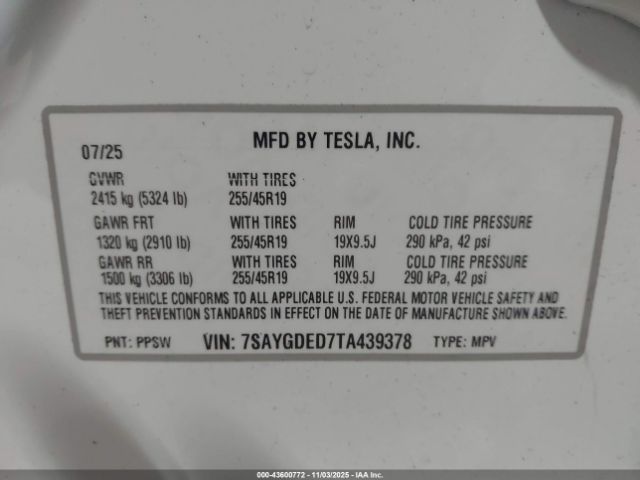 MFD BY TESLA, INC.
07/25
GVWR WITH TIRES
2415 kg (5324 lb) 255/45R19
GAWR FRT WITH TIRES RIM COLD TIRE PRESSURE
1320 kg (2910 lb) 255/45R19 19X9.5J 290 kPa, 42 psi
GAWR RR WITH TIRES RIM COLD TIRE PRESSURE
1500 kg (3306 lb) 255/45R19 19X9.5J 290 kPa, 42 psi
THIS VEHICLE CONFORMS TO ALL APPLICABLE U.S. FEDERAL MOTOR VEHICLE SAFETY AND
THEFT PREVENTION STANDARDS IN EFFECT ON THE DATE OF MANUFACTURE SHOWN ABOVE.
PNT: PPSW VIN: 7SAYGDED7TA439378 TYPE: MPV
000-43600772 - 11/03/2025 - IAA Inc.